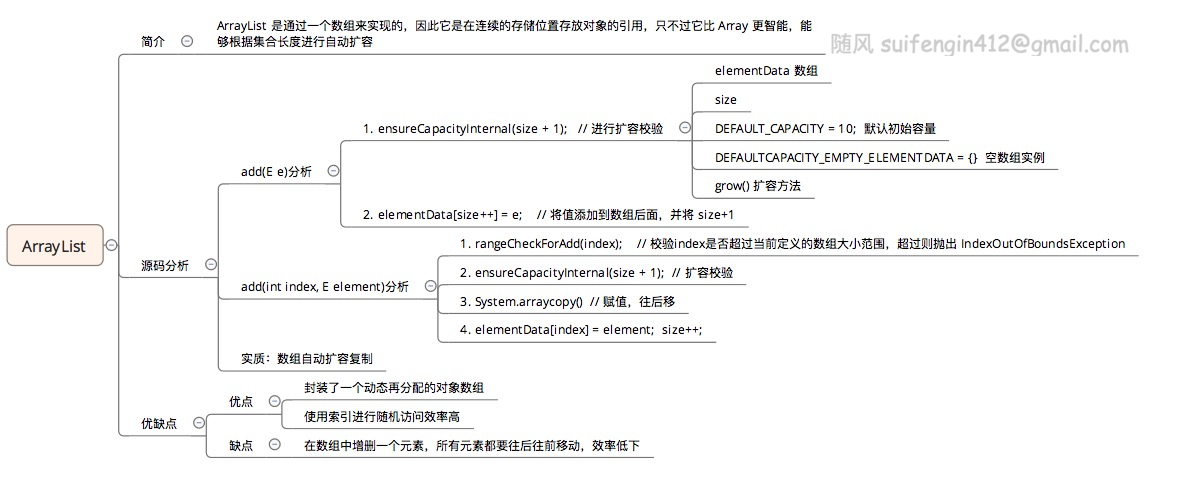 ArrayList
简介
ArrayList 是通过一个数组来实现的，因此它是在连续的存储位置存放对象的引用，只不过它比 Array 更智能，能
够根据集合长度进行自动扩容
随风 suifengin412@gmail.com
源码分析
add(E e)分析
1. ensureCapacityInternal(size + 1);   // 进行扩容校验
elementData 数组
size
DEFAULT_CAPACITY = 10;  默认初始容量
DEFAULTCAPACITY_EMPTY_ELEMENTDATA = {}  空数组实例
grow() 扩容方法
2. elementData[size++] = e;    // 将值添加到数组后面，并将 size+1
add(int index, E element)分析
1. rangeCheckForAdd(index);    // 校验index是否超过当前定义的数组大小范围，超过则抛出 IndexOutOfBoundsException
2. ensureCapacityInternal(size + 1);  // 扩容校验
3. System.arraycopy()  // 赋值，往后移
4. elementData[index] = element;  size++;
实质：数组自动扩容复制
优缺点
优点
封装了一个动态再分配的对象数组
使用索引进行随机访问效率高
缺点
在数组中增删一个元素，所有元素都要往后往前移动，效率低下